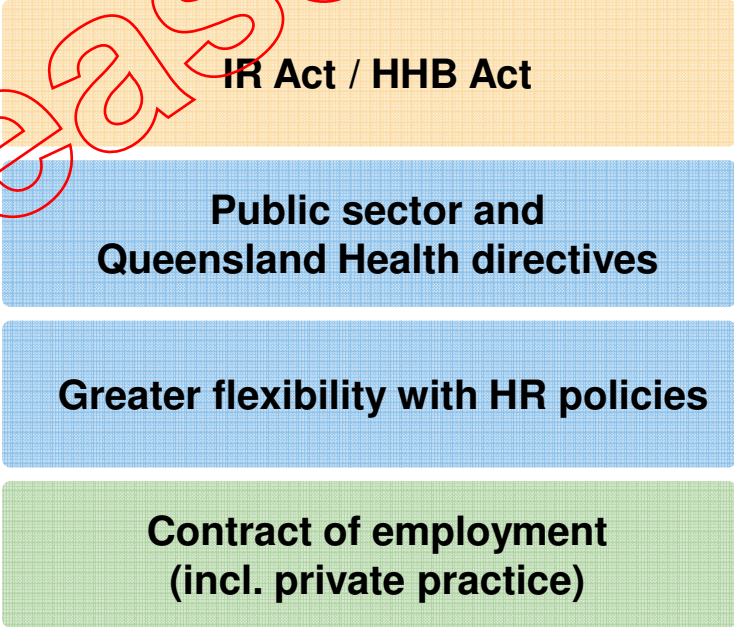 IR Act / HHB Act
Public sector and
Queensland Health directives
Greater flexibility with HR policies
Contract of employment
(incl. private practice)